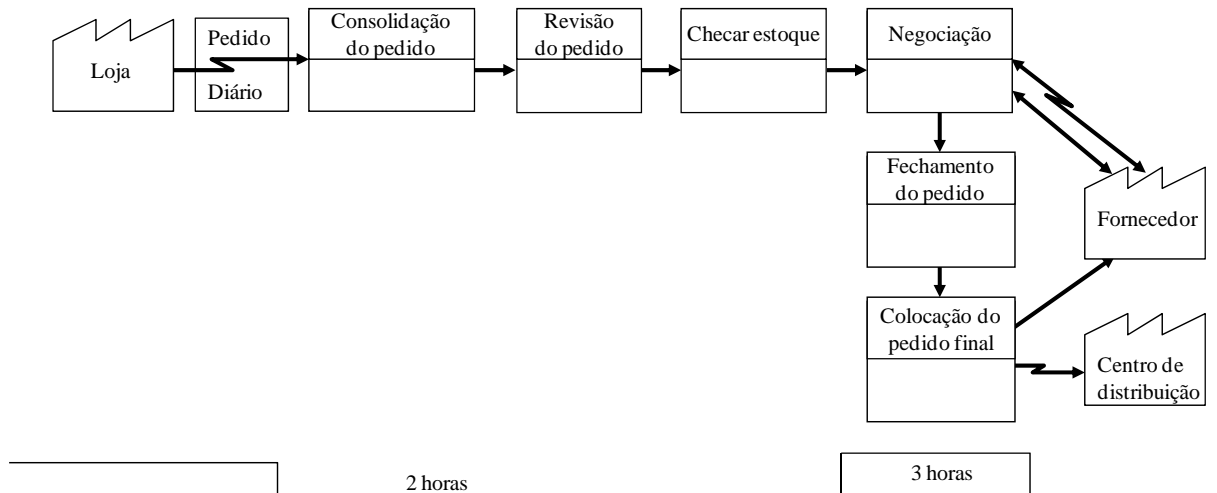 Loja
Pedido
Diário
Consolidação
do pedido
Revisão
do pedido
Checar estoque
Negociação
Fechamento
do pedido
Fornecedor
Colocação do
pedido final
Centro de
distribuição
2 horas
3 horas